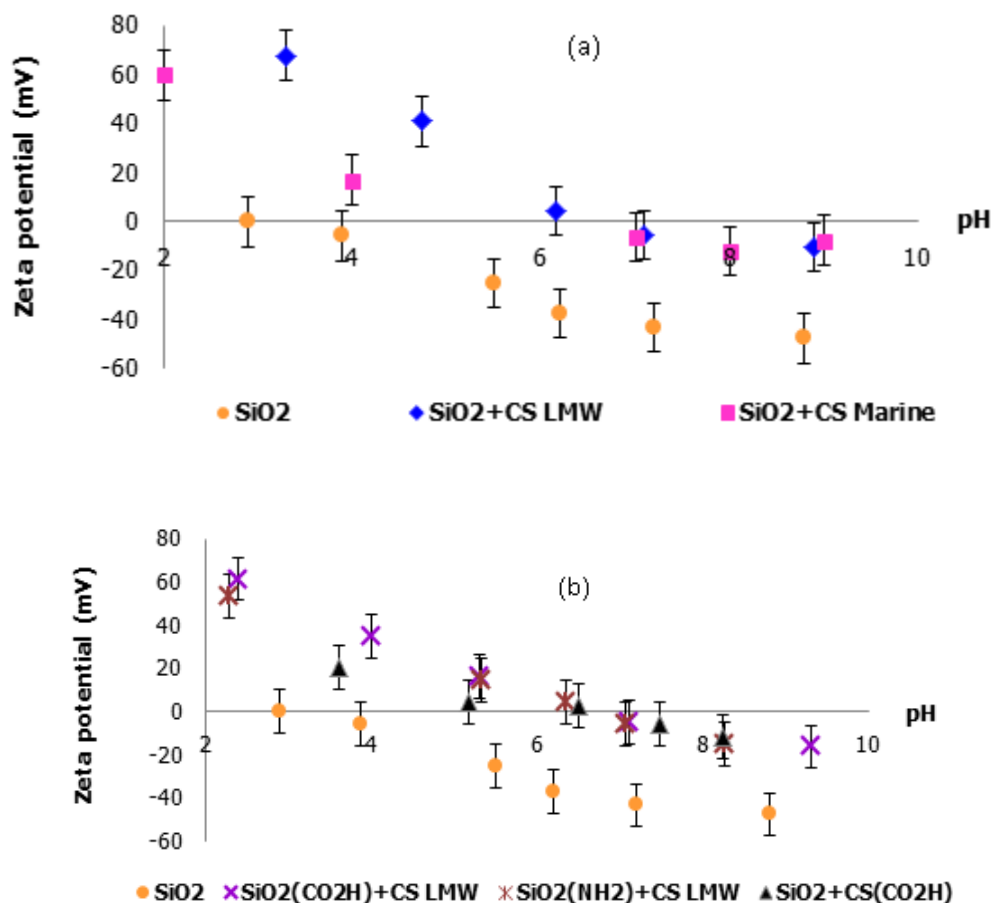 80
(a)
60
40
20
0
pH
2
4
6
8
10
-20
-40
-60
Zeta potential (mV)
SiO2
SiO2+CS LMW
SiO2+CS Marine
80
(b)
60
40
20
0
pH
2
4
6
8
10
-20
-40
-60
Zeta potential (mV)
SiO2
SiO2(CO2H)+CS LMW
SiO2(NH2)+CS LMW
SiO2+CS(CO2H)